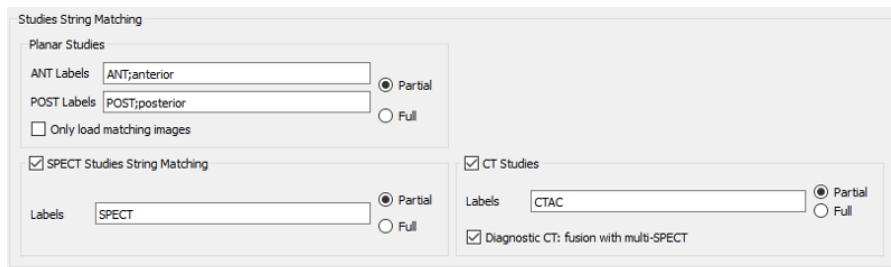 Studies String Matching
Planar Studies
ANT Labels ANT;anterior
Partial
POST Labels POST;posterior
Full
Only load matching images
SPECT Studies String Matching
Labels SPECT
Partial
Full
CT Studies
Labels CTAC
Partial
Full
Diagnostic CT: fusion with multi-SPECT